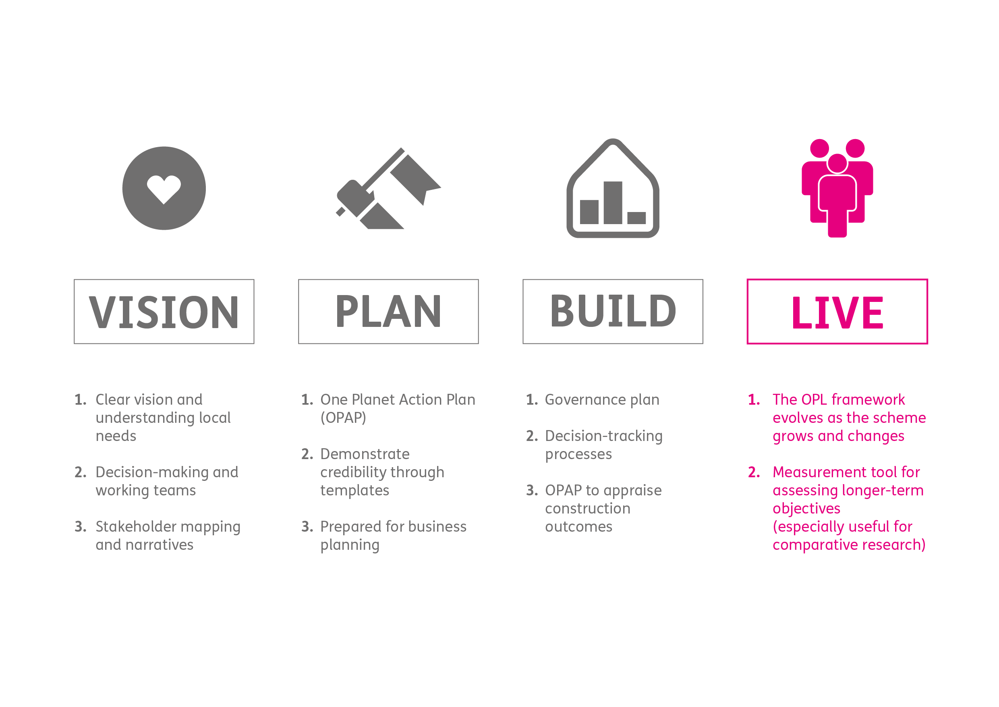 VISION
1. Clear vision and
understanding local
needs
2. Decision-making and
working teams
3. Stakeholder mapping
and narratives
PLAN
1. One Planet Action Plan
(OPAP)
2. Demonstrate
credibility through
templates
3. Prepared for business
planning
BUILD
1. Governance plan
2. Decision-tracking
processes
3. OPAP to appraise
construction
outcomes
LIVE
1. The OPL framework
evolves as the scheme
grows and changes
2. Measurement tool for
assessing longer-term
objectives
(especially useful for
comparative research)